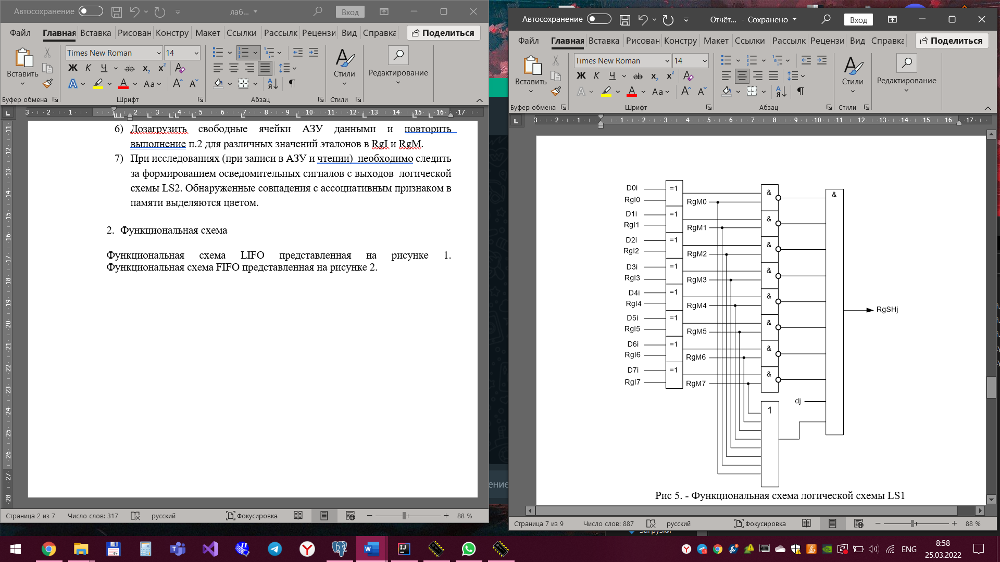 Автосохранение
лаб...
Вход
Файл Главная Вставка Рисован Констру Макет Ссылки Рассылк Рецензи Вид Справка Поделиться
Times New Roman 14
Вставить
Ж К Ч ab x₂ x²
Aa
Стили
Редактирование
Буфер обмена Шрифт Абзац Стили
3 2 1 1 2 3 4 5 6 7 8 9 10 11 12 13 14 15 16 17
6) Дозагрузить свободные ячейки АЗУ данными и повторить
выполнение п.2 для различных значений эталонов в RgI и RgM.
7) При исследованиях (при записи в АЗУ и чтении) необходимо следить
за формированием осведомительных сигналов с выходов логической
схемы LS2. Обнаруженные совпадения с ассоциативным признаком в
памяти выделяются цветом.
2. Функциональная схема
Функциональная схема LIFO представленная на рисунке 1.
Функциональная схема FIFO представленная на рисунке 2.
11 12 13 14 15 16 17 18 19 20 21 22 23 24 25 26 27 28
Страница 2 из 7 Число слов: 317 русский Фокусировка 88 %
Автосохранение
Отчёт... - Сохранено
Вход
Файл Главная Вставка Рисован Констру Макет Ссылки Рассылк Рецензи Вид Справка Поделиться
Times New Roman 14
Вставить
Ж К Ч ab x₂ x²
Aa
Стили
Редактирование
Буфер обмена Шрифт Абзац Стили
3 2 1 1 2 3 4 5 6 7 8 9 10 11 12 13 14 15 16 17
D0i =1 &
RgI0 RgM0
D1i =1 &
RgI1 RgM1
D2i =1 &
RgI2 RgM2
D3i =1 &
RgI3 RgM3
D4i =1 &
RgI4 RgM4
D5i =1 &
RgI5 RgM5
D6i =1 &
RgI6 RgM6
D7i =1 &
RgI7 RgM7
&
RgSHj
dj
1
Рис 5. - Функциональная схема логической схемы LS1
Страница 7 из 9 Число слов: 887 русский Фокусировка 88 %
ение
Загрузки
ENG
8:58
25.03.2022